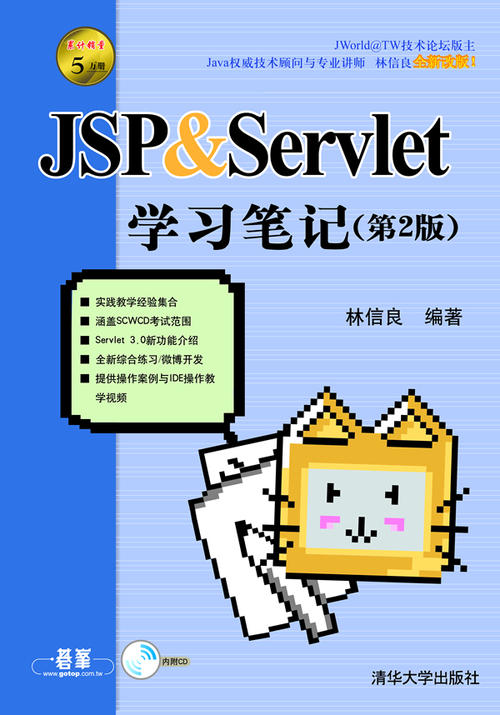 累计销量
5万册
JWorld@TW技术论坛版主
Java权威技术顾问与专业讲师 林信良全新改版!
JSP&Servlet
学习笔记(第2版)
林信良 编著
■ 实践教学经验集合
■ 涵盖SCWCD考试范围
■ Servlet 3.0新功能介绍
■ 全新综合练习/微博开发
■ 提供操作案例与IDE操作教
学视频
碁峯
www.gotop.com.tw
内附CD
清华大学出版社